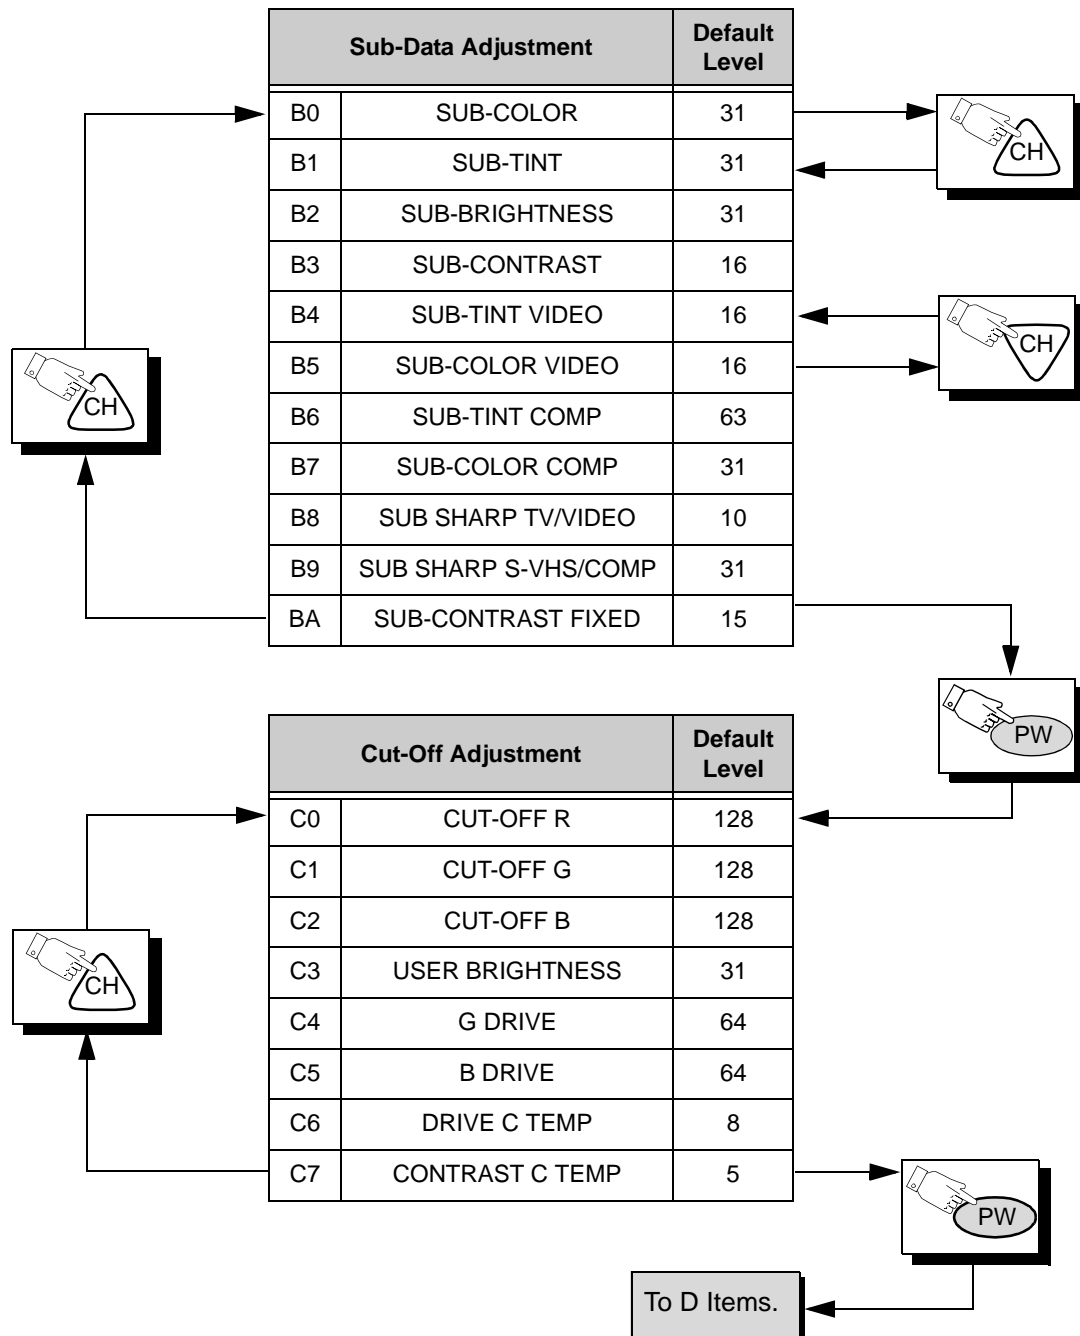 Sub-Data Adjustment Default Level
B0 SUB-COLOR 31
CH
B1 SUB-TINT 31
B2 SUB-BRIGHTNESS 31
B3 SUB-CONTRAST 16
B4 SUB-TINT VIDEO 16
CH
B5 SUB-COLOR VIDEO 16
CH
B6 SUB-TINT COMP 63
B7 SUB-COLOR COMP 31
B8 SUB SHARP TV/VIDEO 10
B9 SUB SHARP S-VHS/COMP 31
BA SUB-CONTRAST FIXED 15
PW
Cut-Off Adjustment Default Level
C0 CUT-OFF R 128
C1 CUT-OFF G 128
C2 CUT-OFF B 128
C3 USER BRIGHTNESS 31
CH
C4 G DRIVE 64
C5 B DRIVE 64
C6 DRIVE C TEMP 8
C7 CONTRAST C TEMP 5
PW
To D Items.